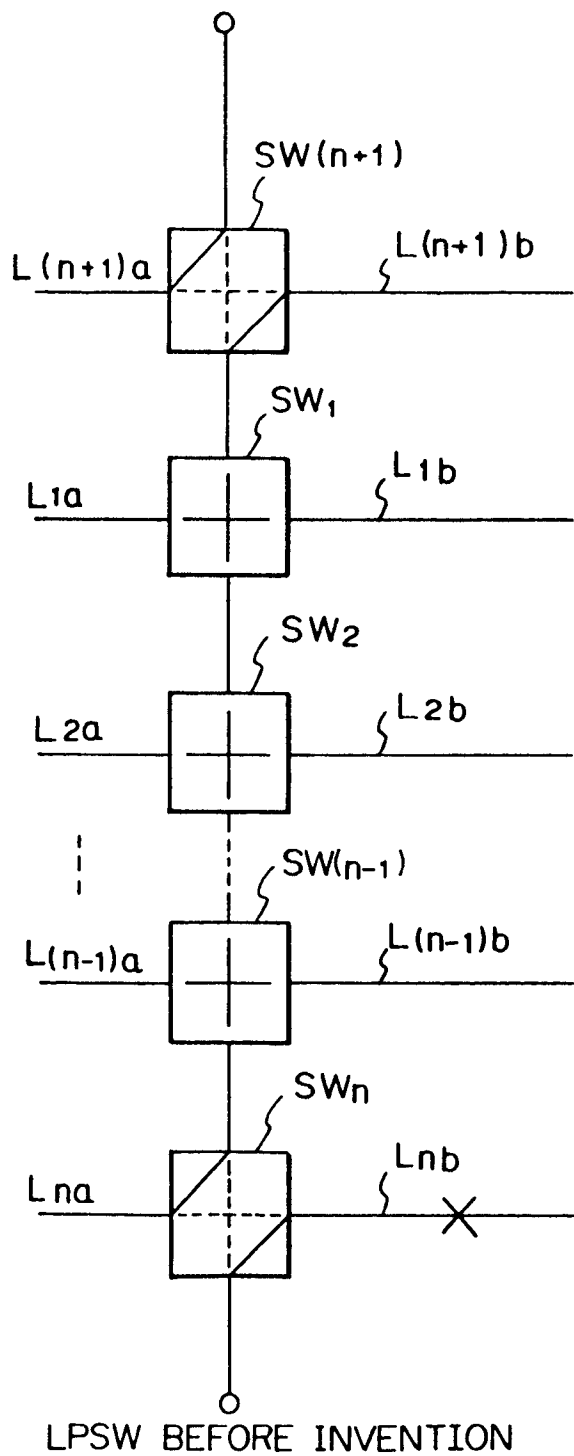 SW(n+1)
L(n+1)a
L(n+1)b
SW1
L1a
L1b
SW2
L2a
L2b
SW(n-1)
L(n-1)a
L(n-1)b
SWn
Lna
Lnb
LPSW BEFORE INVENTION